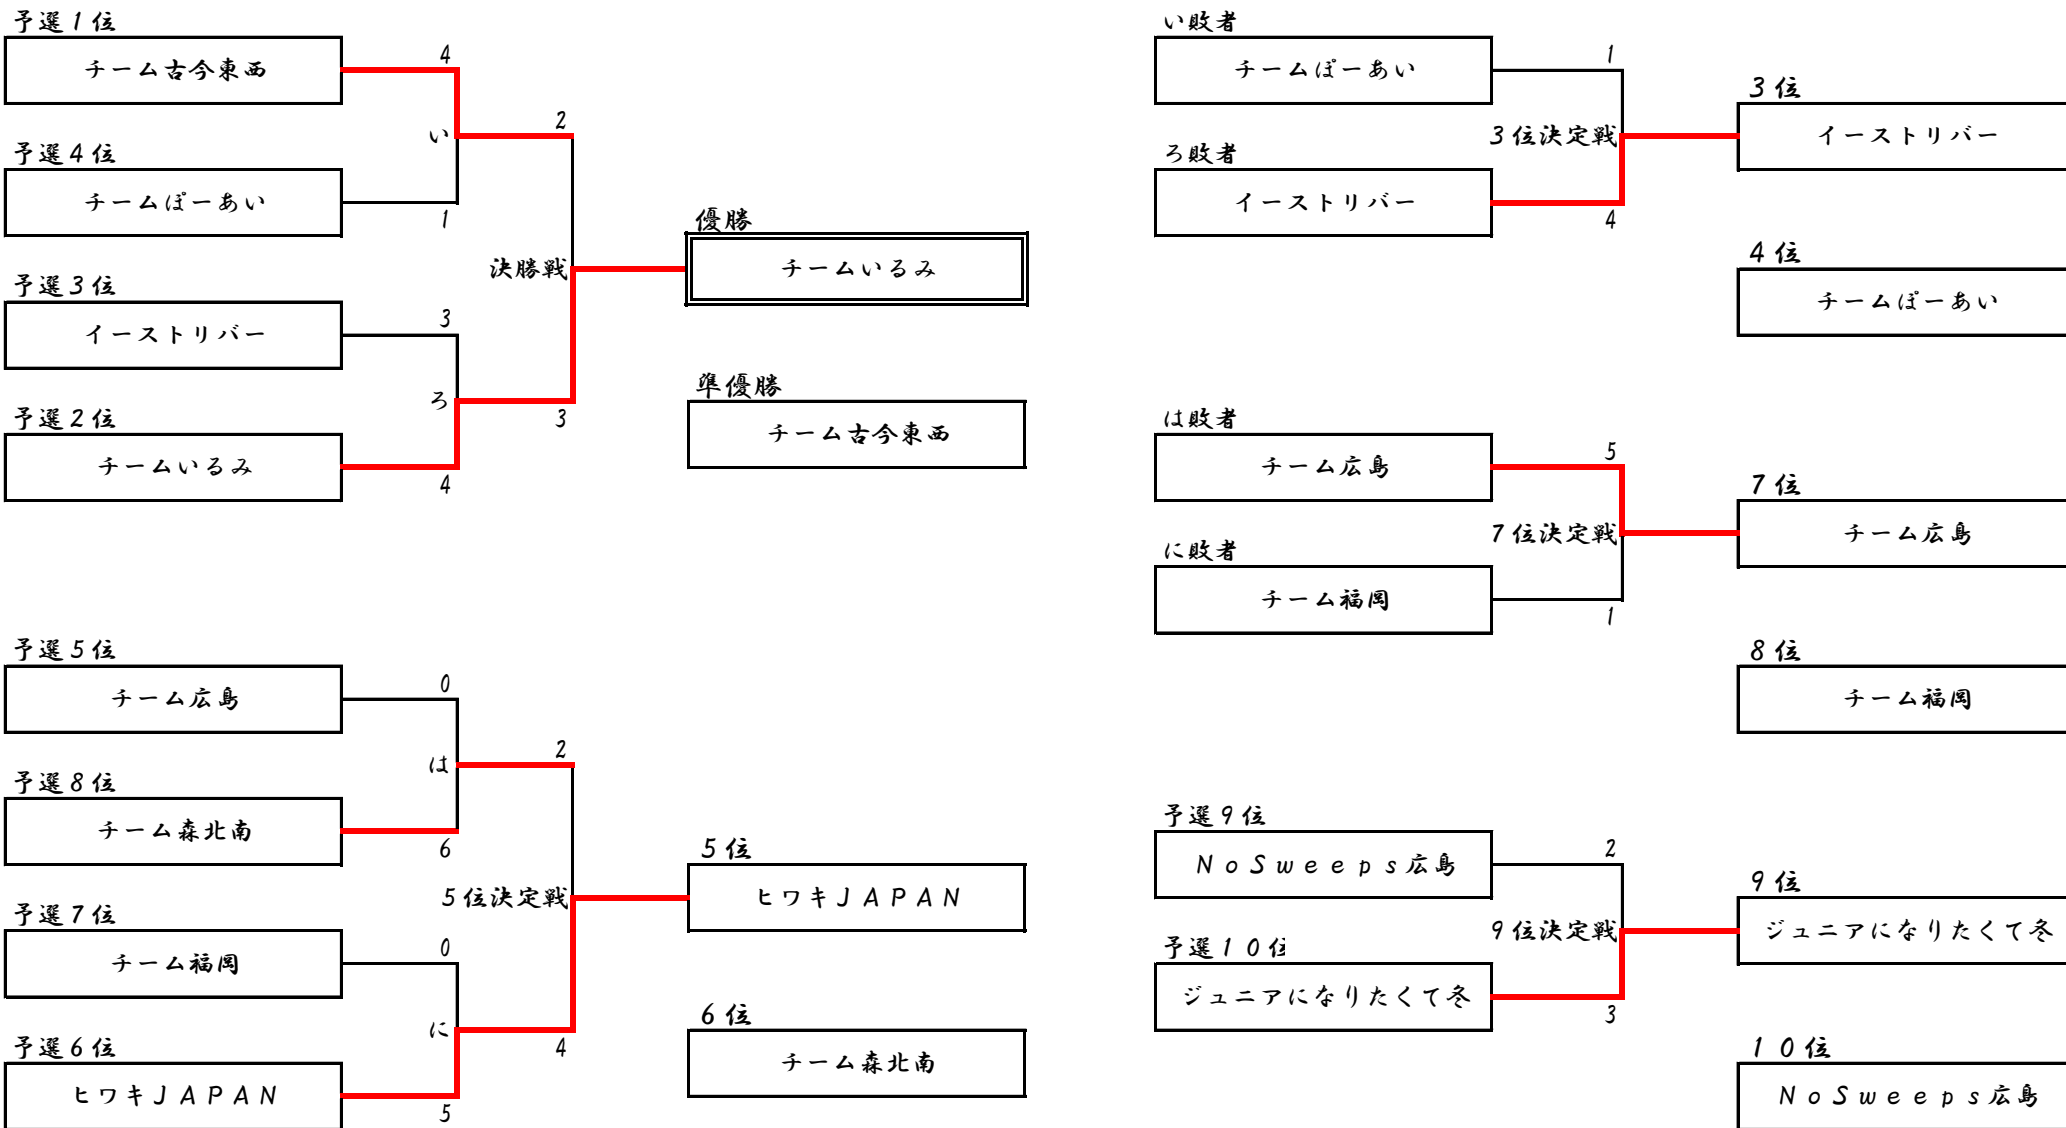 予選1位
チーム古今東西
4
い
2
予選4位
チームぽーあい
1
決勝戦
優勝
チームいるみ
予選3位
イーストリバー
3
ろ
3
準優勝
チーム古今東西
予選2位
チームいるみ
4
い敗者
チームぽーあい
1
3位決定戦
3位
イーストリバー
ろ敗者
イーストリバー
4
4位
チームぽーあい
は敗者
チーム広島
5
7位決定戦
7位
チーム広島
に敗者
チーム福岡
1
8位
チーム福岡
予選5位
チーム広島
0
は
2
予選8位
チーム森北南
6
5位決定戦
5位
ヒワキJAPAN
予選7位
チーム福岡
0
に
4
6位
チーム森北南
予選6位
ヒワキJAPAN
5
予選9位
NoSweeps広島
2
9位決定戦
9位
ジュニアになりたくて冬
予選10位
ジュニアになりたくて冬
3
10位
NoSweeps広島